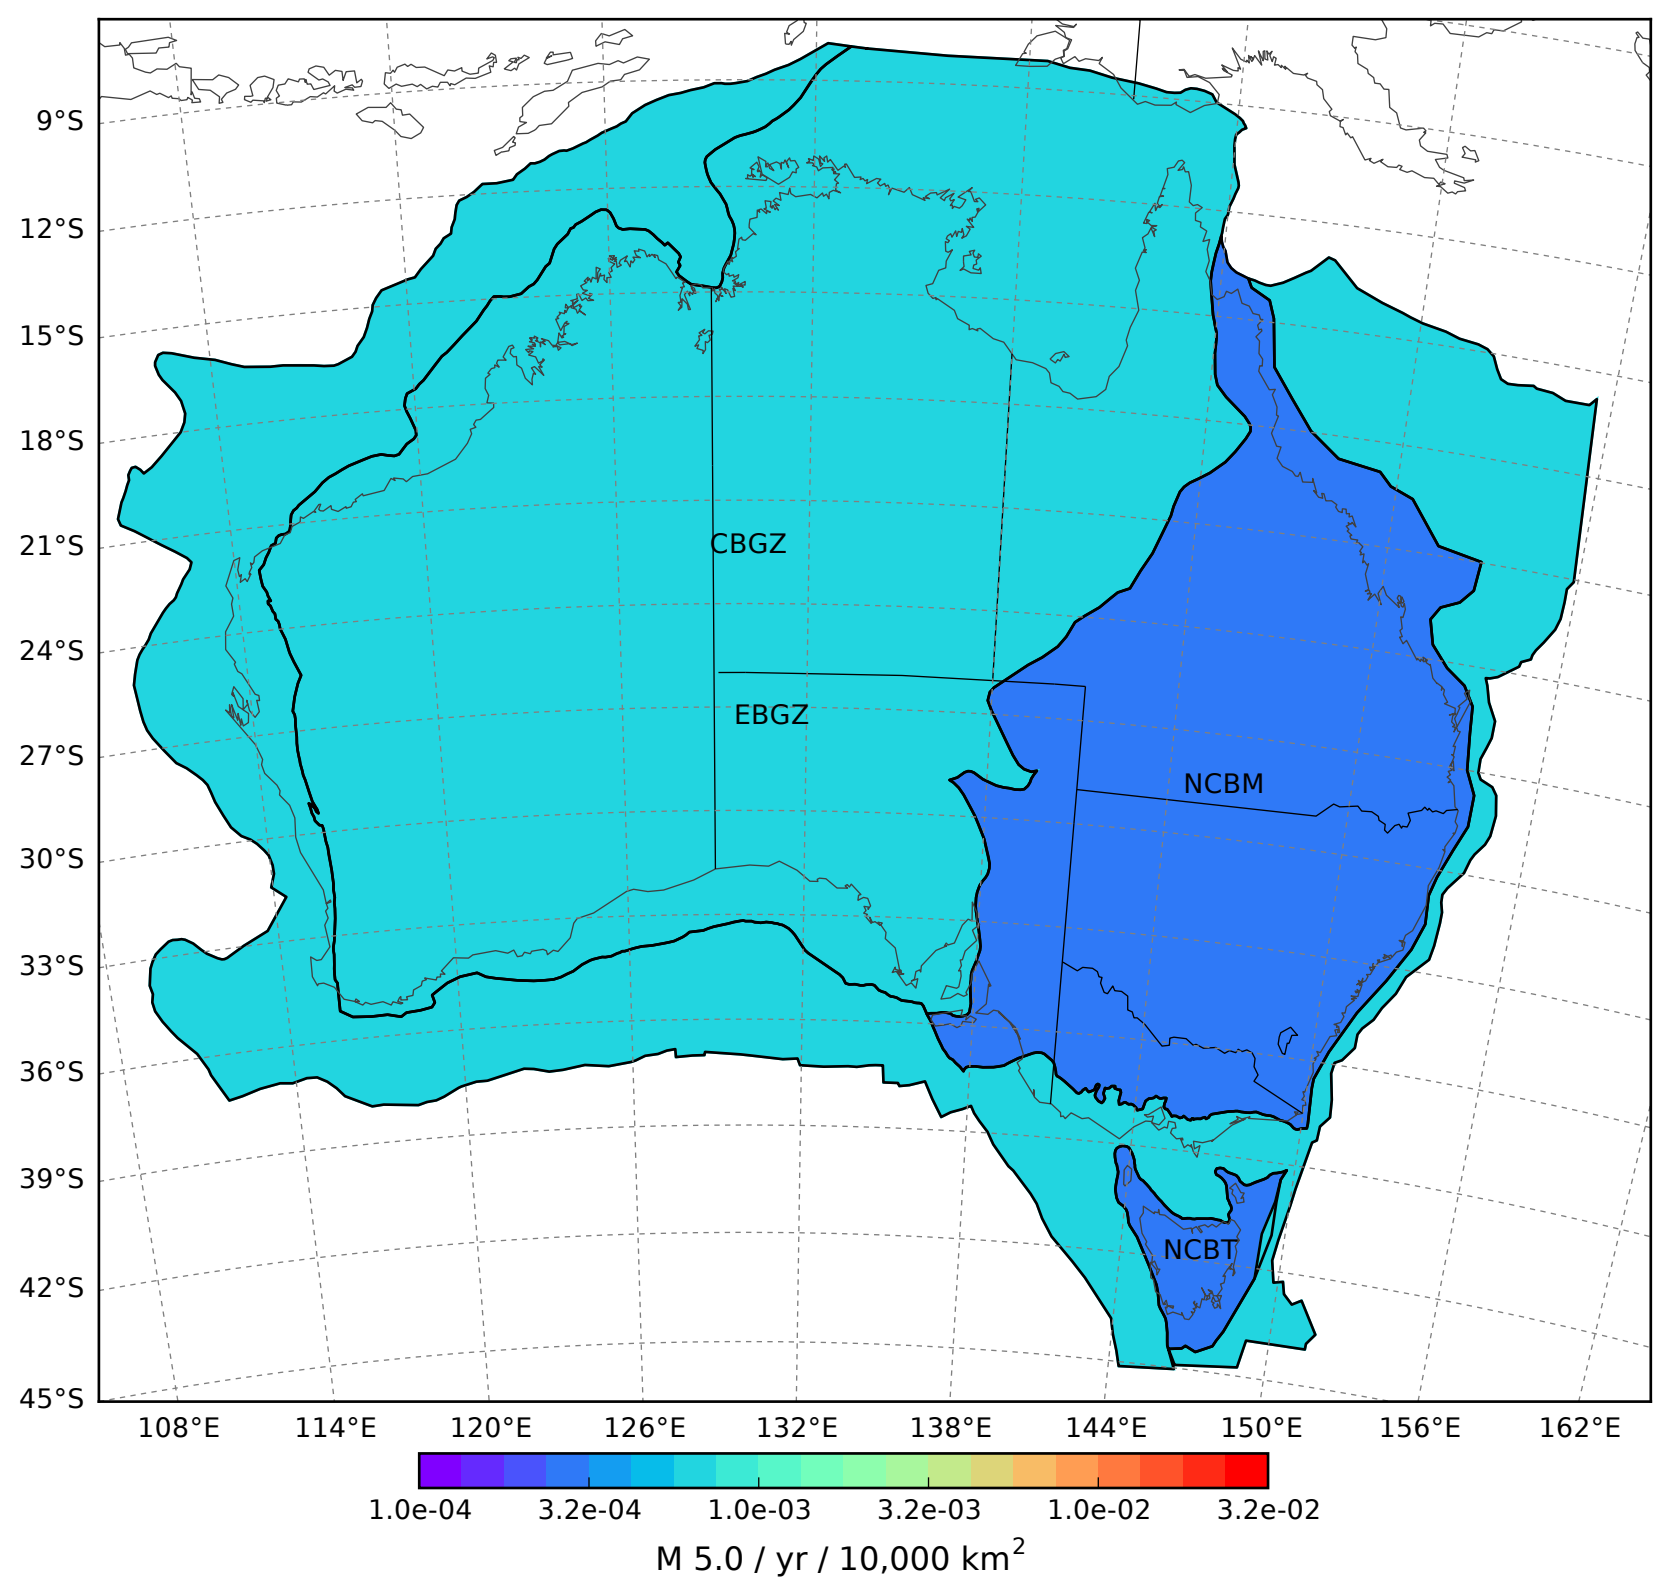 9°S
12°S
15°S
18°S
21°S
24°S
27°S
30°S
33°S
36°S
39°S
42°S
45°S
CBGZ
EBGZ
NCBM
NCBT
108°E 114°E 120°E 126°E 132°E 138°E 144°E 150°E 156°E 162°E
1.0e-04 3.2e-04 1.0e-03 3.2e-03 1.0e-02 3.2e-02
M 5.0 / yr / 10,000 km²